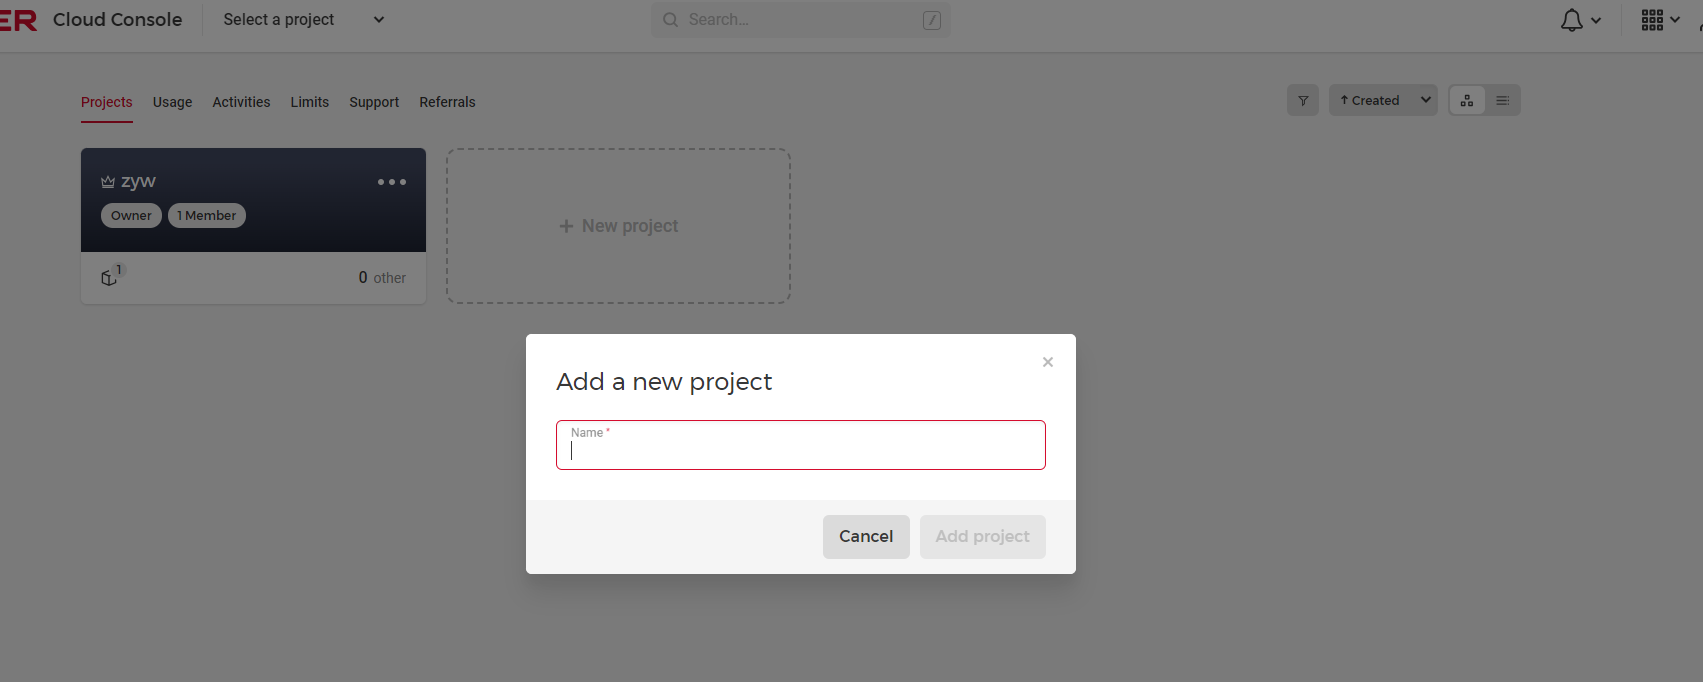 ER Cloud Console Select a project Search... /
Projects Usage Activities Limits Support Referrals ↑ Created
zyw
Owner 1 Member
+ New project
1
0 other
Add a new project ×
Name *
Cancel Add project